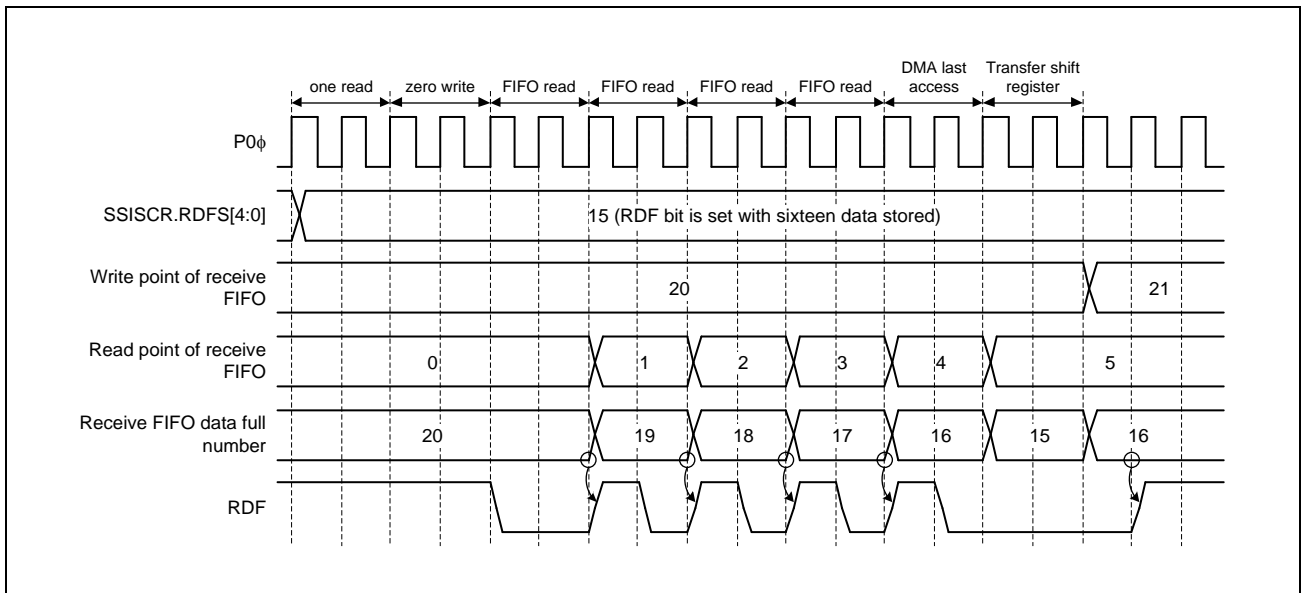 DMA last Transfer shift
one read zero write FIFO read FIFO read FIFO read FIFO read access register
P0ϕ
SSISCR.RDFS[4:0] 15 (RDF bit is set with sixteen data stored)
Write point of receive
FIFO 20 21
Read point of receive
FIFO 0 1 2 3 4 5
Receive FIFO data full
number 20 19 18 17 16 15 16
RDF